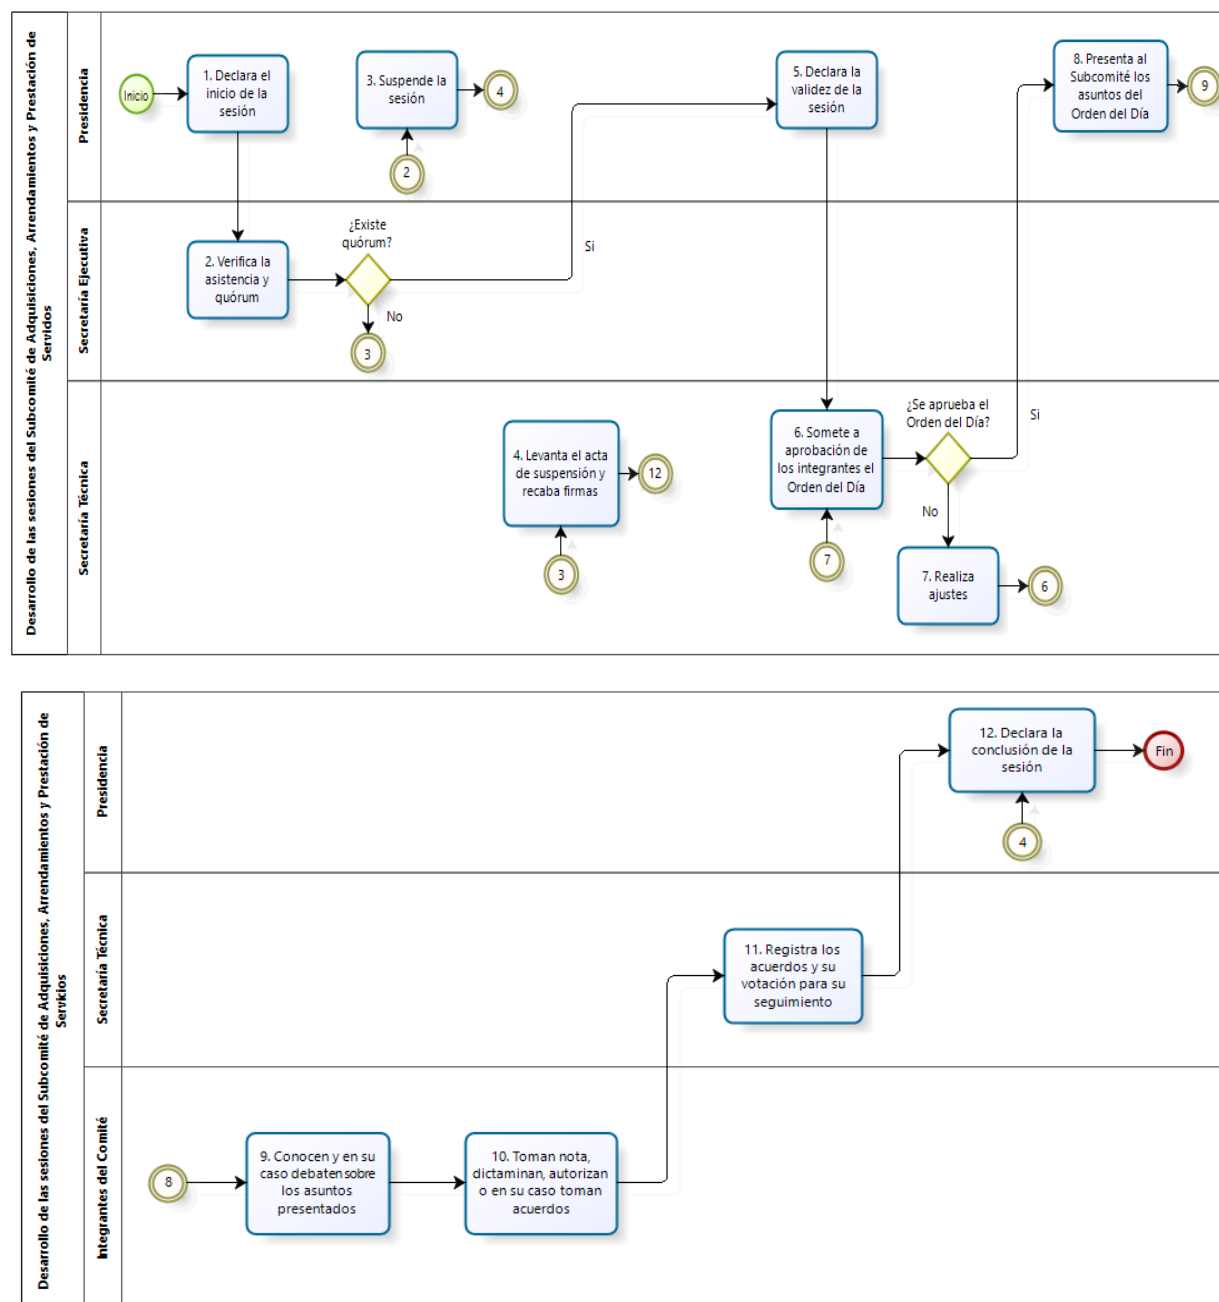 Desarrollo de las sesiones del Subcomité de Adquisiciones, Arrendamientos y Prestación de
Servidos
Presidencia
Inicio
1. Declara el
inicio de la
sesión
3. Suspende la
sesión
4
2
5. Declara la
validez de la
sesión
8. Presenta al
Subcomité los
asuntos del
Orden del Día
9
Secretaría Ejecutiva
2. Verifica la
asistencia y
quórum
¿Existe
quórum?
Si
No
3
Secretaría Técnica
4. Levanta el acta
de suspensión y
recaba firmas
12
3
6. Somete a
aprobación de
los integrantes el
Orden del Día
7
¿Se aprueba el
Orden del Día?
Si
No
7. Realiza
ajustes
6
Desarrollo de las sesiones del Subcomité de Adquisiciones, Arrendamientos y Prestación de
Servicios
Presidencia
12. Declara la
conclusión de la
sesión
Fin
4
Secretaría Técnica
11. Registra los
acuerdos y su
votación para su
seguimiento
Integrantes del Comité
8
9. Conocen y en su
caso debaten sobre
los asuntos
presentados
10. Toman nota,
dictaminan, autorizan
o en su caso toman
acuerdos